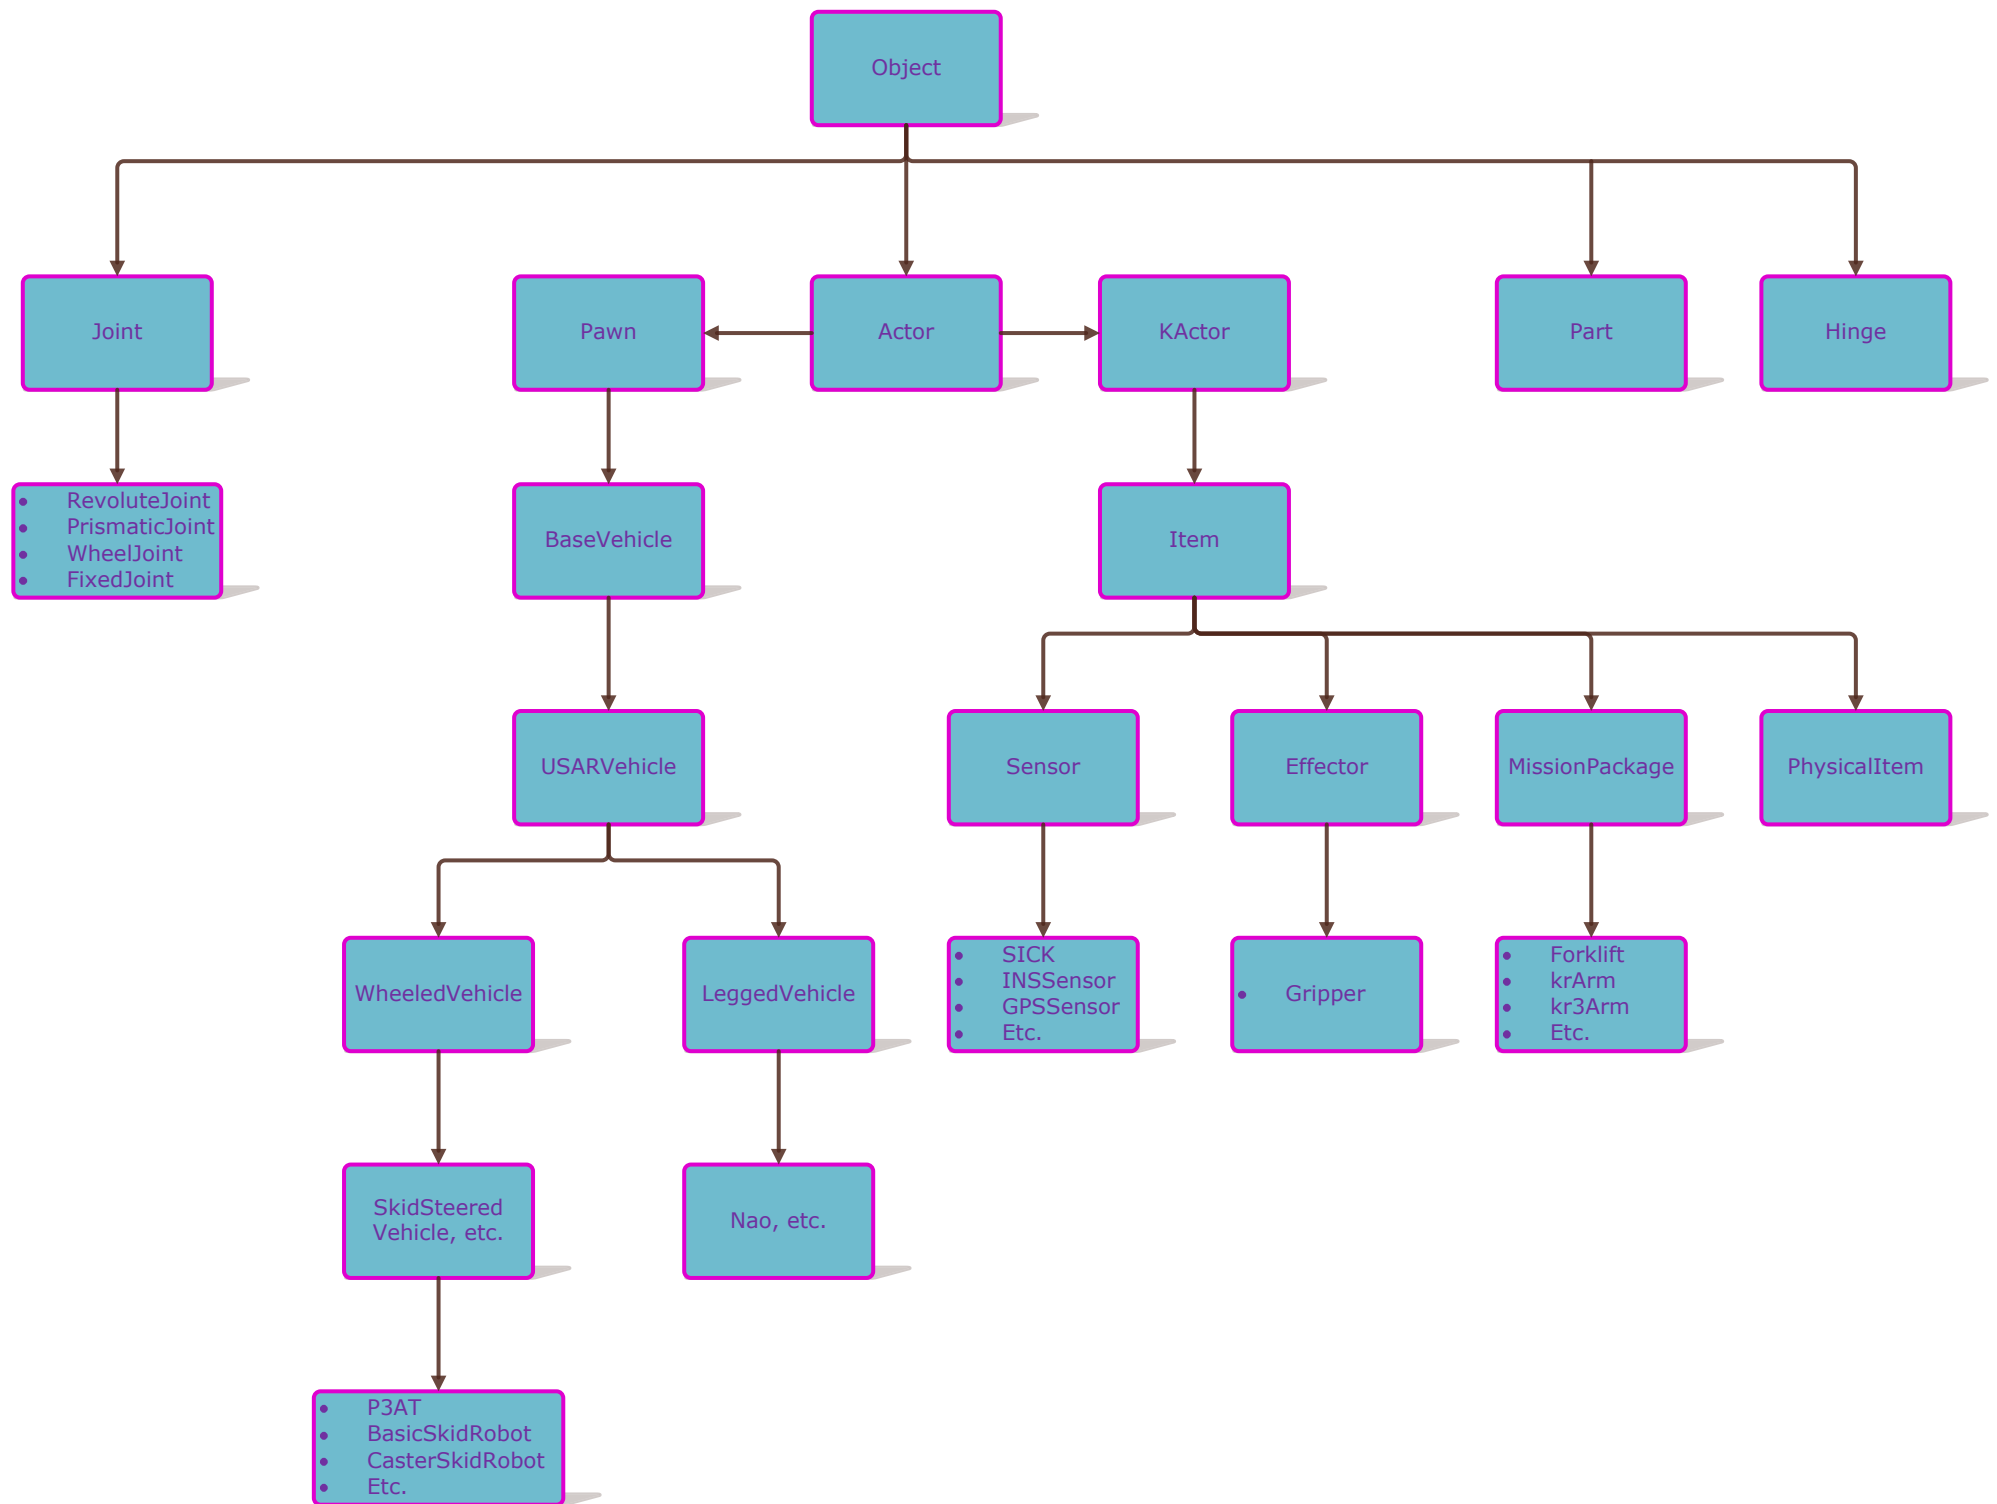 Object
Joint
Pawn
Actor
KActor
Part
Hinge
• RevoluteJoint
• PrismaticJoint
• WheelJoint
• FixedJoint
BaseVehicle
Item
USARVehicle
Sensor
Effector
MissionPackage
PhysicalItem
WheeledVehicle
LeggedVehicle
• SICK
• INSSensor
• GPSSensor
• Etc.
• Gripper
• Forklift
• krArm
• kr3Arm
• Etc.
SkidSteered
Vehicle, etc.
Nao, etc.
• P3AT
• BasicSkidRobot
• CasterSkidRobot
• Etc.